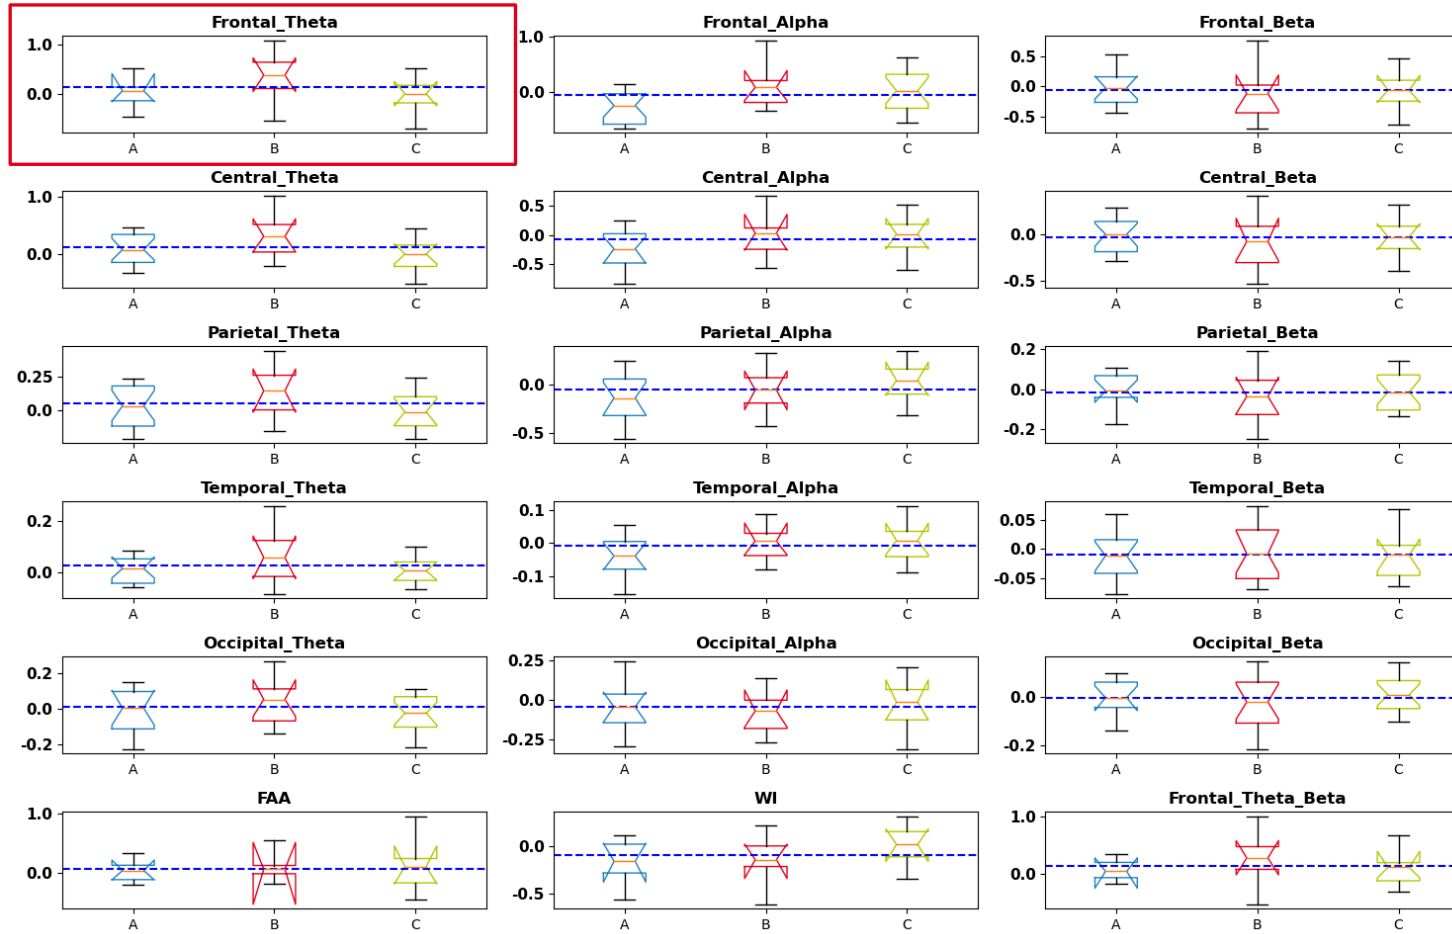 Frontal_Theta
1.0
0.0
A B C
Frontal_Alpha
1.0
0.0
A B C
Frontal_Beta
0.5
0.0
-0.5
A B C
Central_Theta
1.0
0.0
A B C
Central_Alpha
0.5
0.0
-0.5
A B C
Central_Beta
0.0
-0.5
A B C
Parietal_Theta
0.25
0.0
A B C
Parietal_Alpha
0.0
-0.5
A B C
Parietal_Beta
0.2
0.0
-0.2
A B C
Temporal_Theta
0.2
0.0
A B C
Temporal_Alpha
0.1
0.0
-0.1
A B C
Temporal_Beta
0.05
0.0
-0.05
A B C
Occipital_Theta
0.2
0.0
-0.2
A B C
Occipital_Alpha
0.25
0.0
-0.25
A B C
Occipital_Beta
0.0
-0.2
A B C
FAA
1.0
0.0
A B C
WI
0.0
-0.5
A B C
Frontal_Theta_Beta
1.0
0.0
A B C